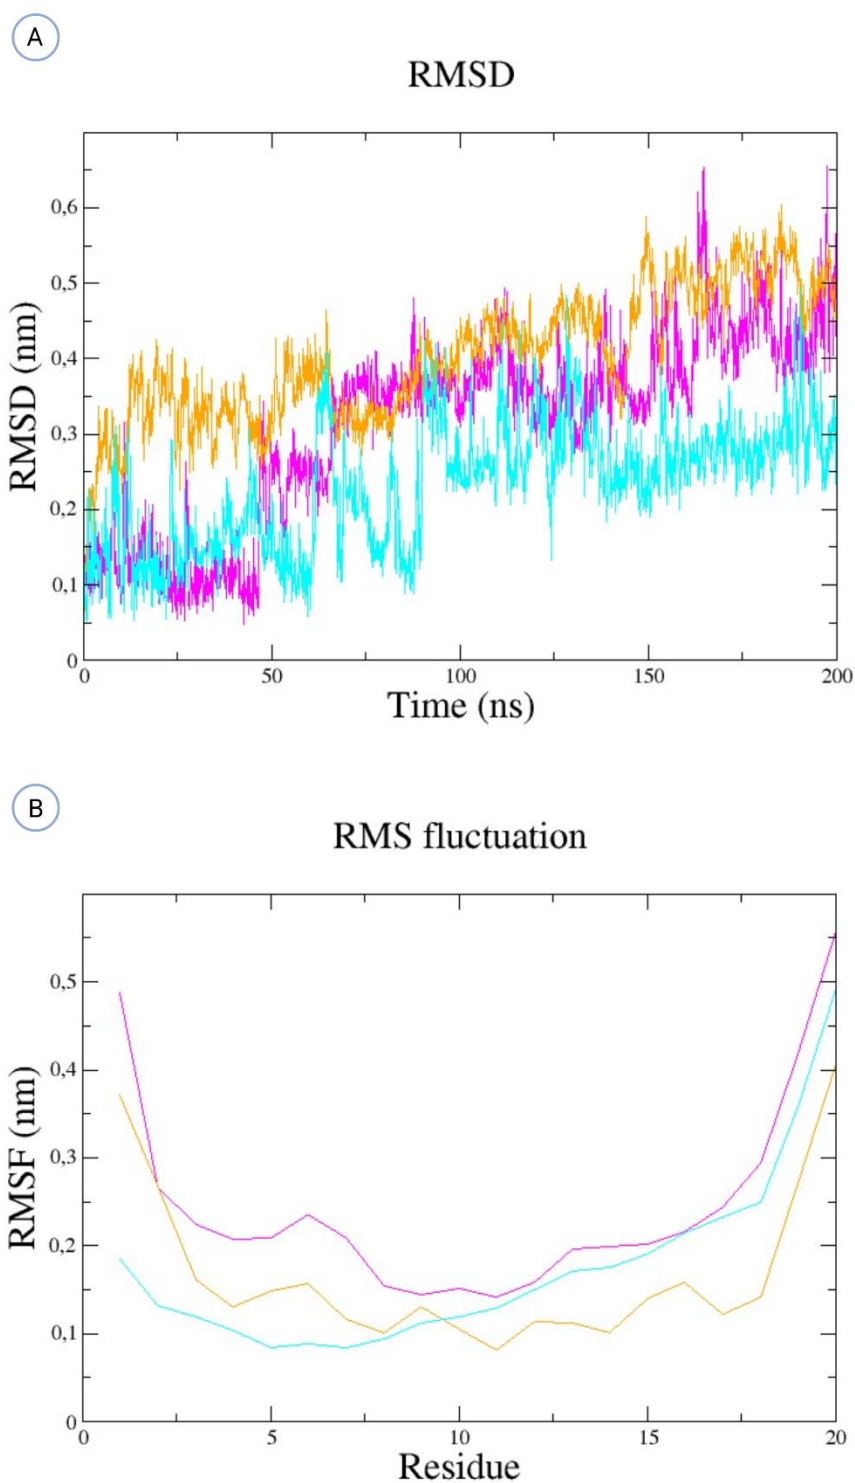 A
RMSD
0,6
0,5
0,4
0,3
0,2
0,1
0
RMSD (nm)
0 50 100 150 200
Time (ns)
B
RMS fluctuation
0,5
0,4
0,3
0,2
0,1
0
RMSF (nm)
0 5 10 15 20
Residue